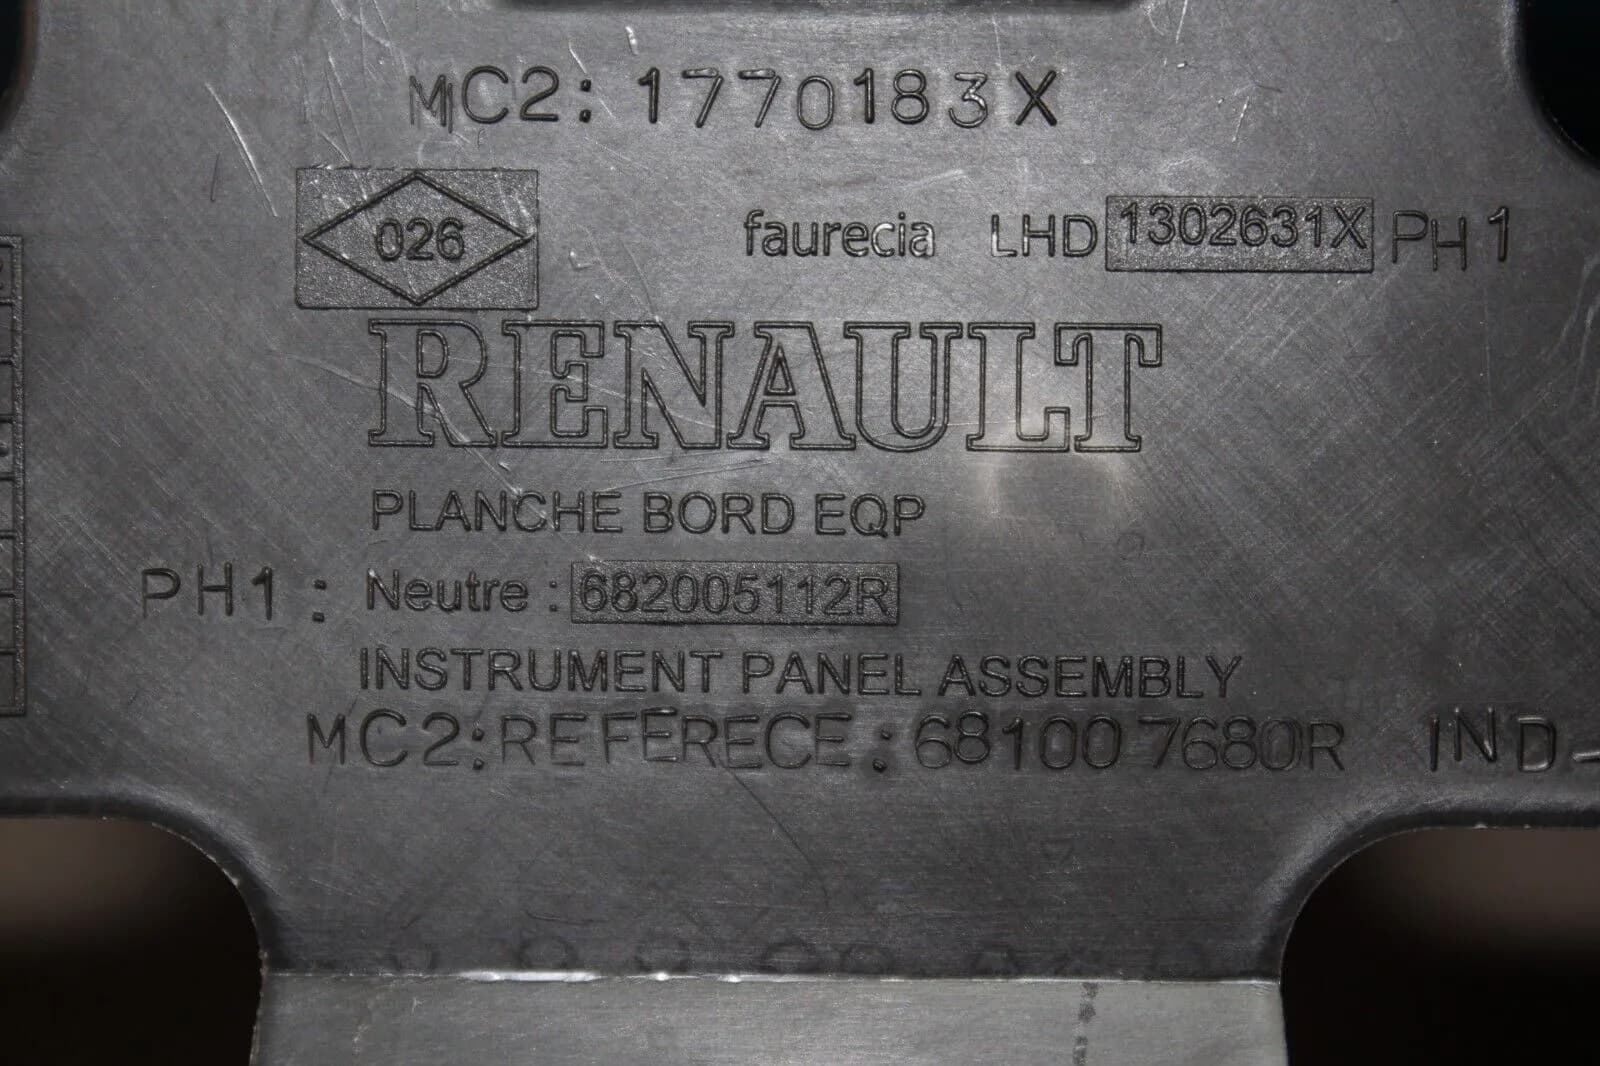 MC2: 1770183X
026
faurecia LHD 1302631X PH1
RENAULT
PLANCHE BORD EQP
PH1: Neutre : 682005112R
INSTRUMENT PANEL ASSEMBLY
MC2:REFERECE:681007680R IND-